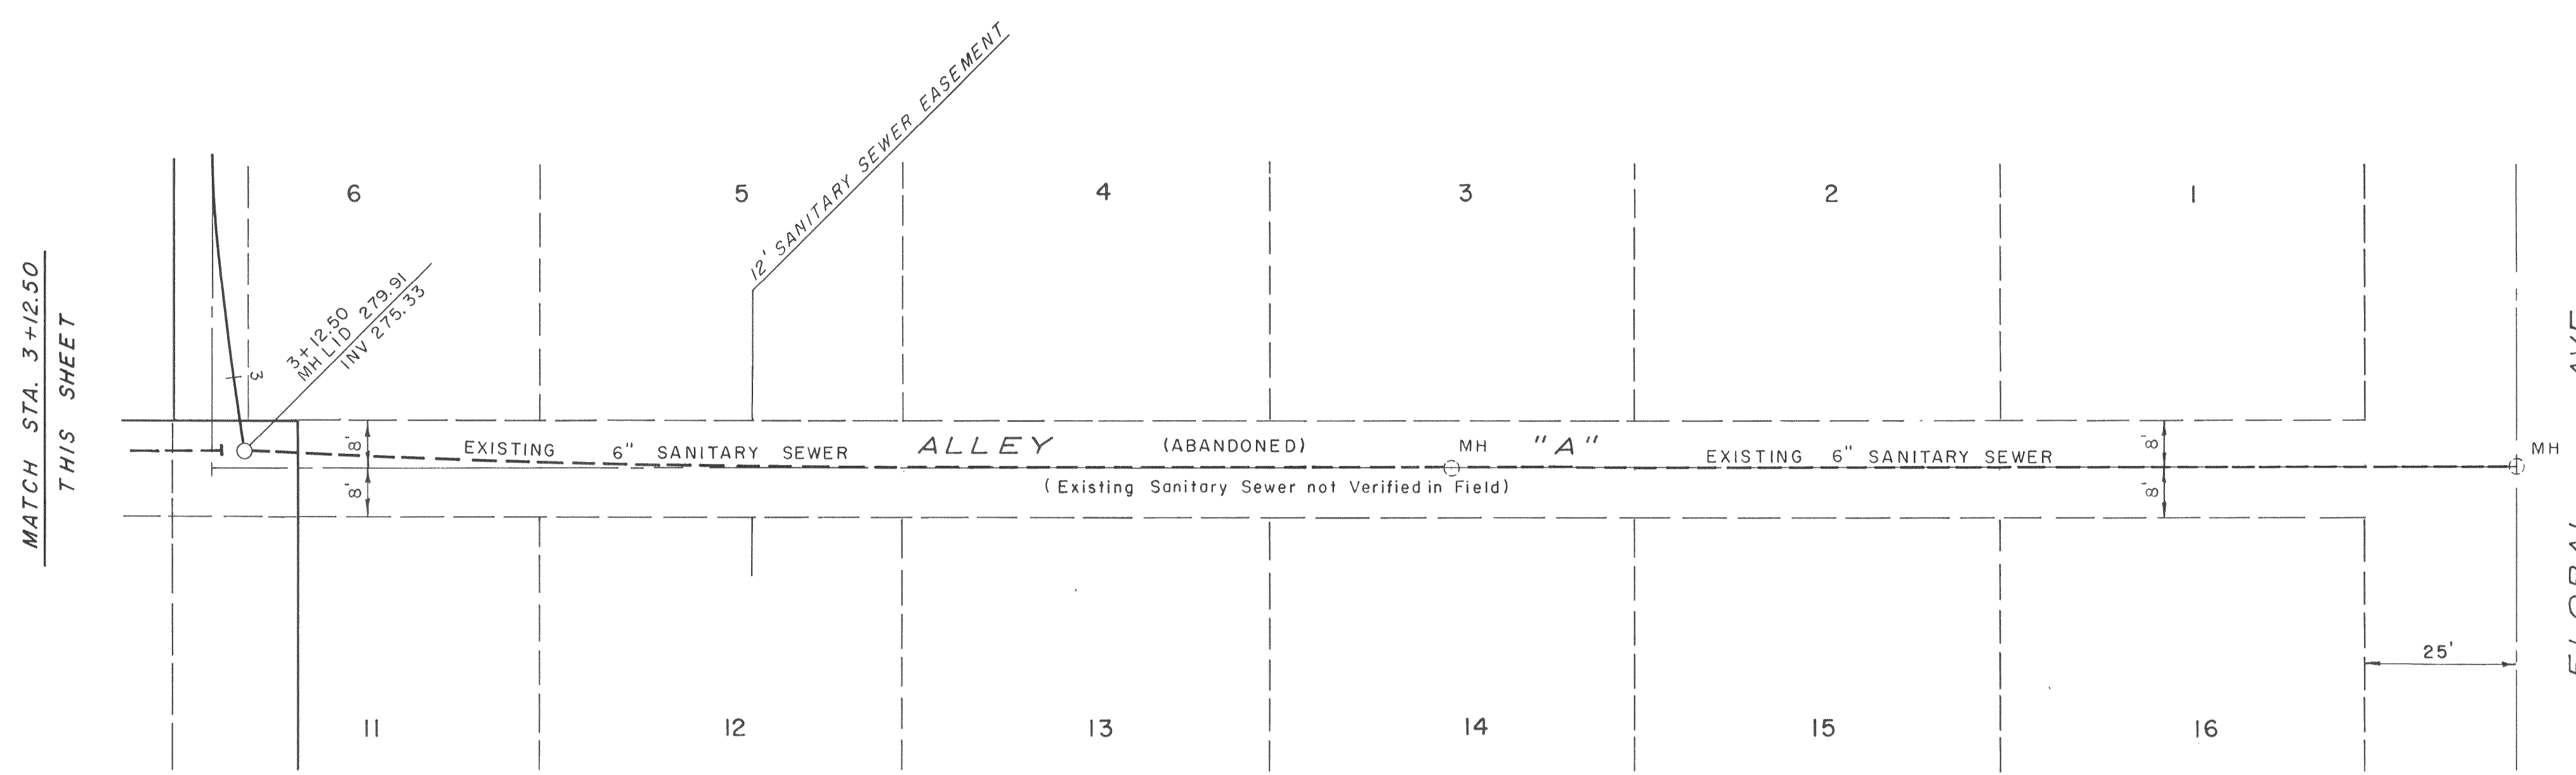 MATCH STA. 3+12.50
THIS SHEET
12' SANITARY SEWER EASEMENT
6
5
4
3
2
1
3+12.50
MH LID 279.91
INV 275.33
3
8'
8'
EXISTING 6" SANITARY SEWER
ALLEY (ABANDONED) "A"
MH
EXISTING 6" SANITARY SEWER
(Existing Sanitary Sewer not Verified in Field)
8'
8'
MH
25'
11
12
13
14
15
16